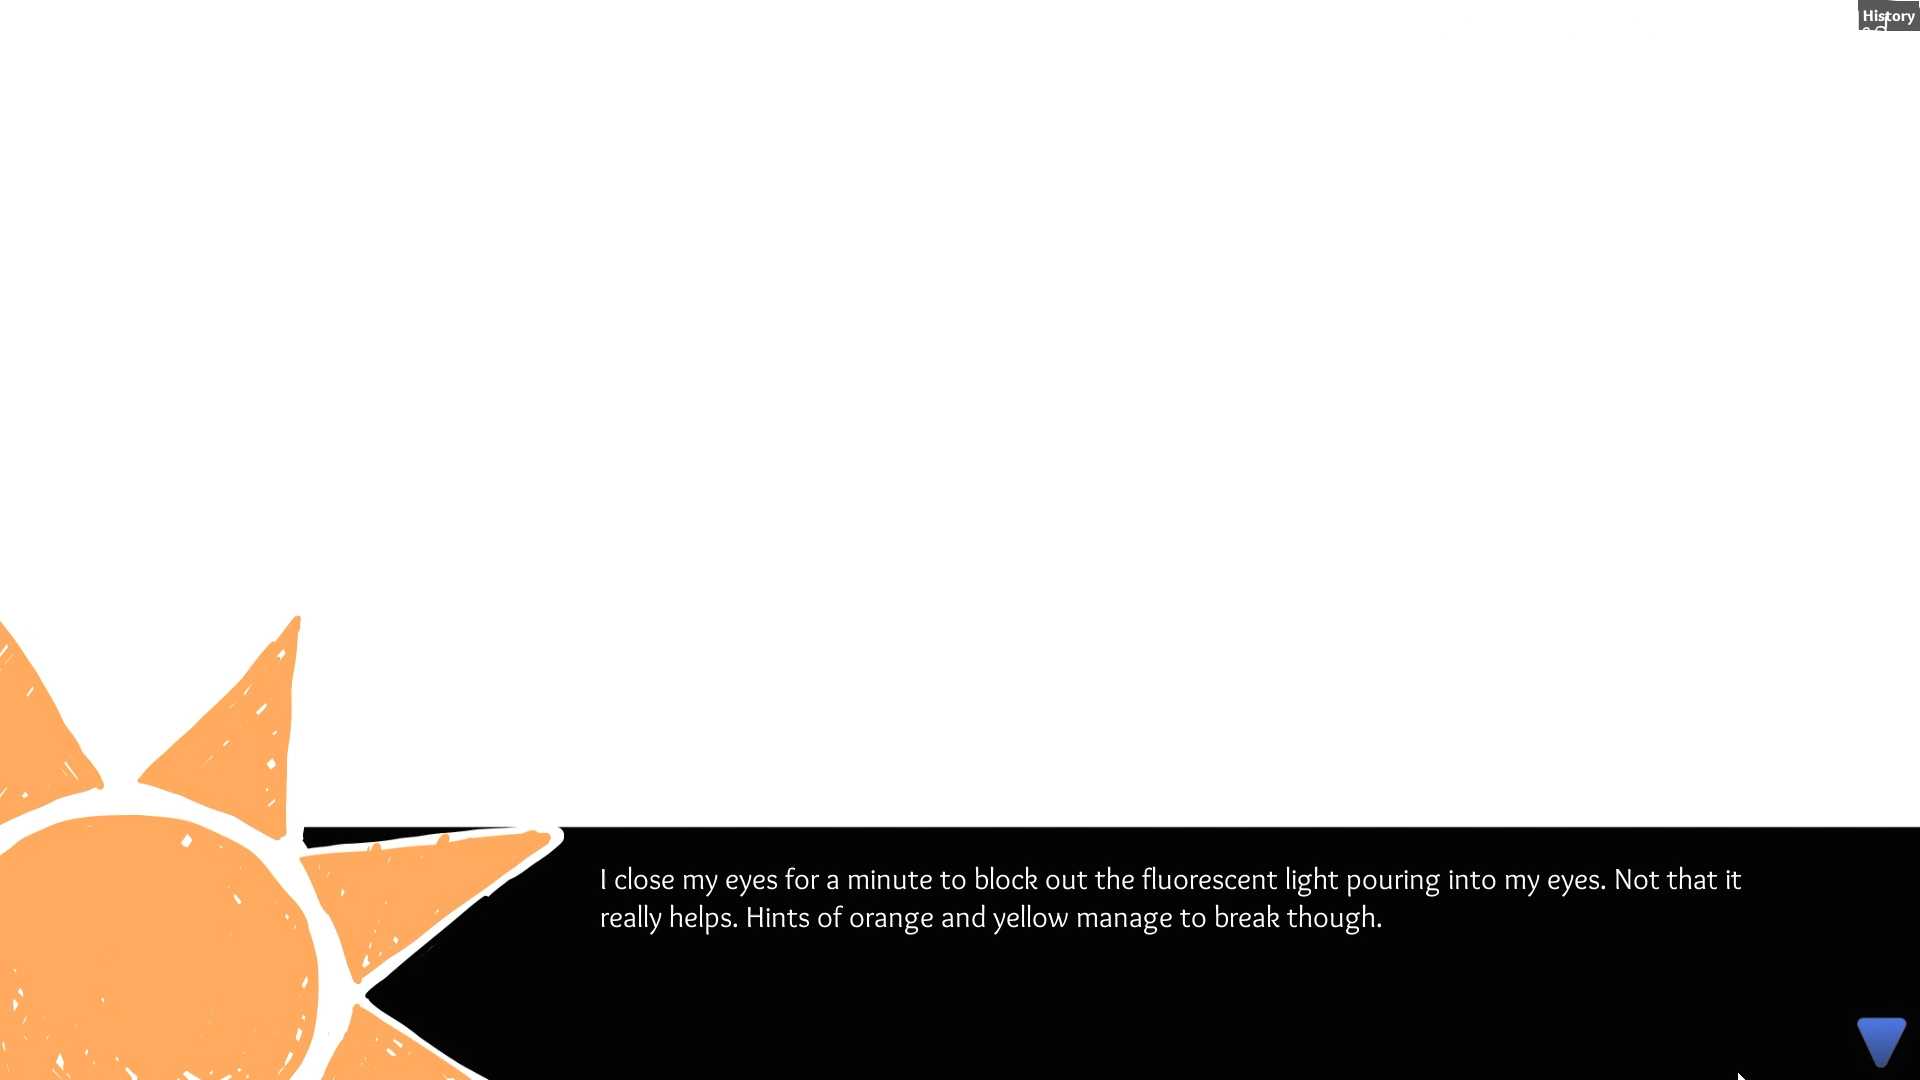 History
I close my eyes for a minute to block out the fluorescent light pouring into my eyes. Not that it
really helps. Hints of orange and yellow manage to break though.